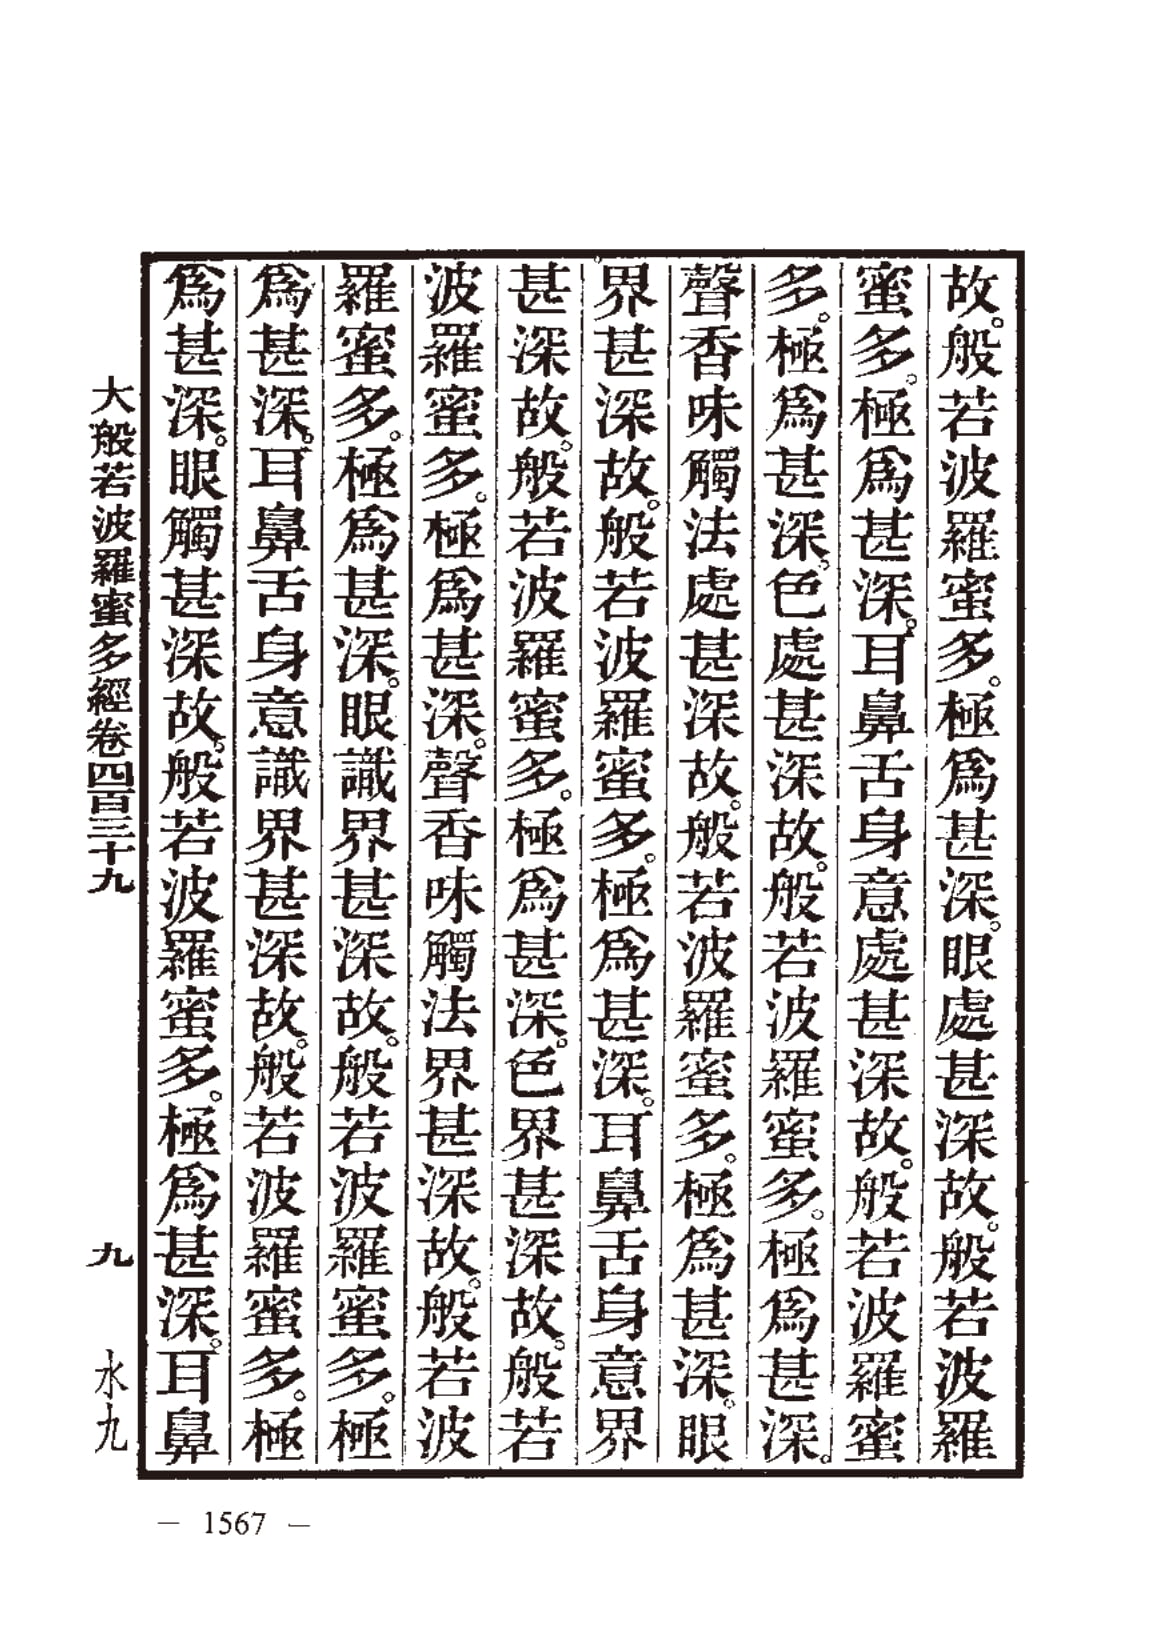 故。般若波羅蜜多。極爲甚深。眼處甚深故。般若波羅
蜜多。極爲甚深。耳鼻舌身意處甚深故。般若波羅蜜
多。極爲甚深。色處甚深故。般若波羅蜜多。極爲甚深。
聲香味觸法處甚深故。般若波羅蜜多。極爲甚深。眼
界甚深故。般若波羅蜜多。極爲甚深。耳鼻舌身意界
甚深故。般若波羅蜜多。極爲甚深。色界甚深故。般若
波羅蜜多。極爲甚深。聲香味觸法界甚深故。般若波
羅蜜多。極爲甚深。眼識界甚深故。般若波羅蜜多。極
爲甚深。耳鼻舌身意識界甚深故。般若波羅蜜多。極
爲甚深。眼觸甚深故。般若波羅蜜多。極爲甚深。耳鼻
大般若波羅蜜多經卷四百三十九 九 水九
— 1567 —